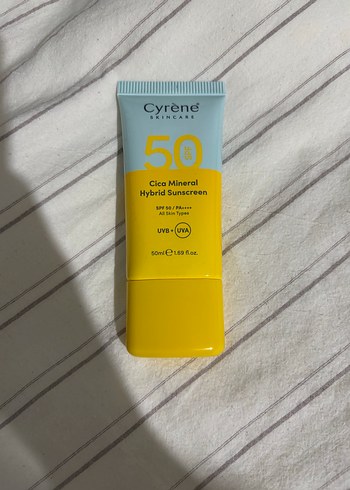 Cyrène
SKINCARE
50
Cica Mineral
Hybrid Sunscreen
SPF 50 / PA++++
All Skin Types
UVB + UVA
50ml ℮ 1.69 fl.oz.